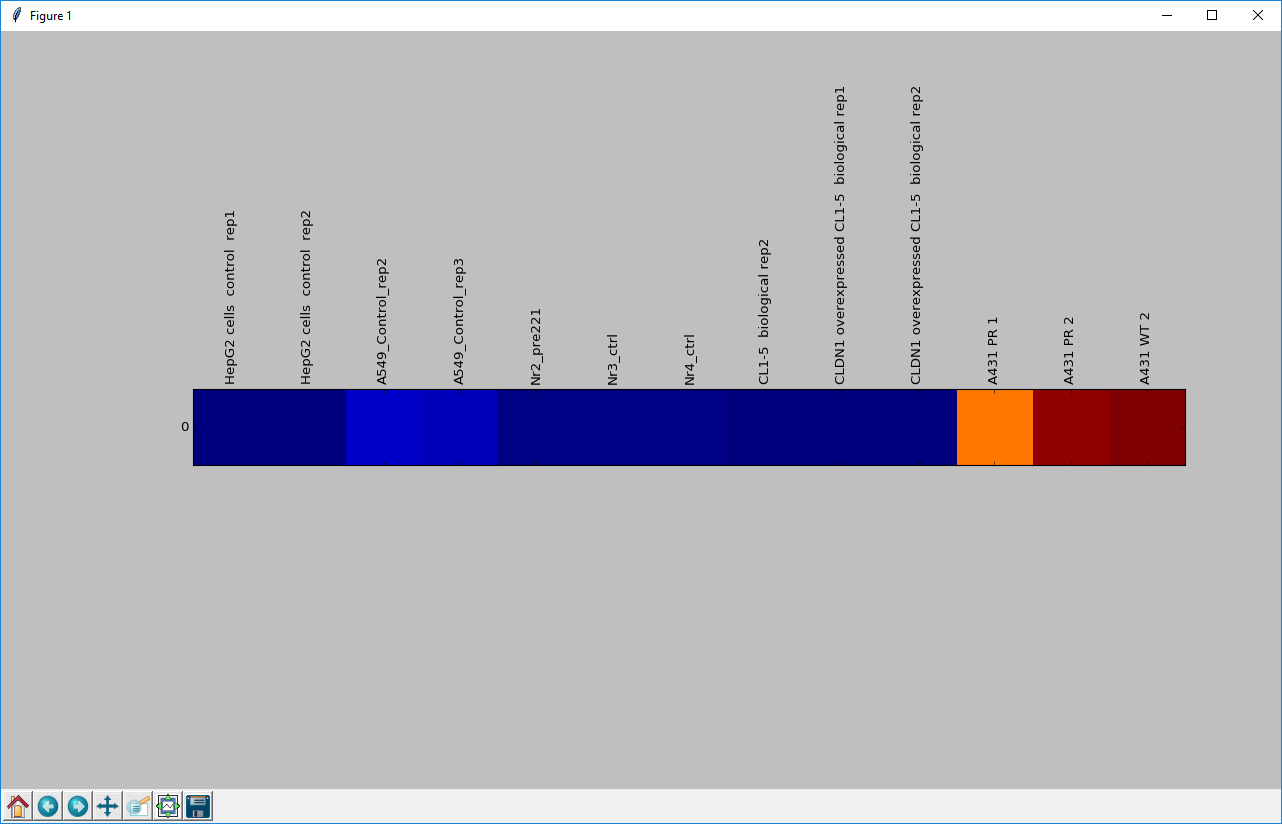 Figure 1
HepG2 cells  control  rep1
HepG2 cells  control  rep2
A549_Control_rep2
A549_Control_rep3
Nr2_pre221
Nr3_ctrl
Nr4_ctrl
CL1-5  biological rep2
CLDN1 overexpressed CL1-5  biological rep1
CLDN1 overexpressed CL1-5  biological rep2
A431 PR 1
A431 PR 2
A431 WT 2
0